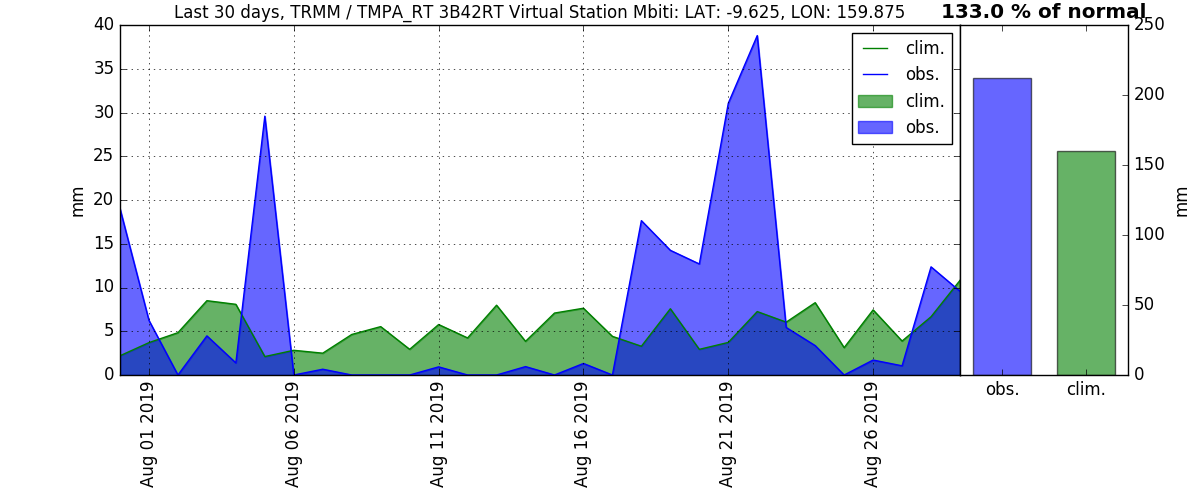 Last 30 days, TRMM / TMPA_RT 3B42RT Virtual Station Mbiti: LAT: -9.625, LON: 159.875
133.0 % of normal
40
35
30
25
20
15
10
5
0
mm
clim.
obs.
clim.
obs.
Aug 01 2019
Aug 06 2019
Aug 11 2019
Aug 16 2019
Aug 21 2019
Aug 26 2019
250
200
150
100
50
0
mm
obs.
clim.